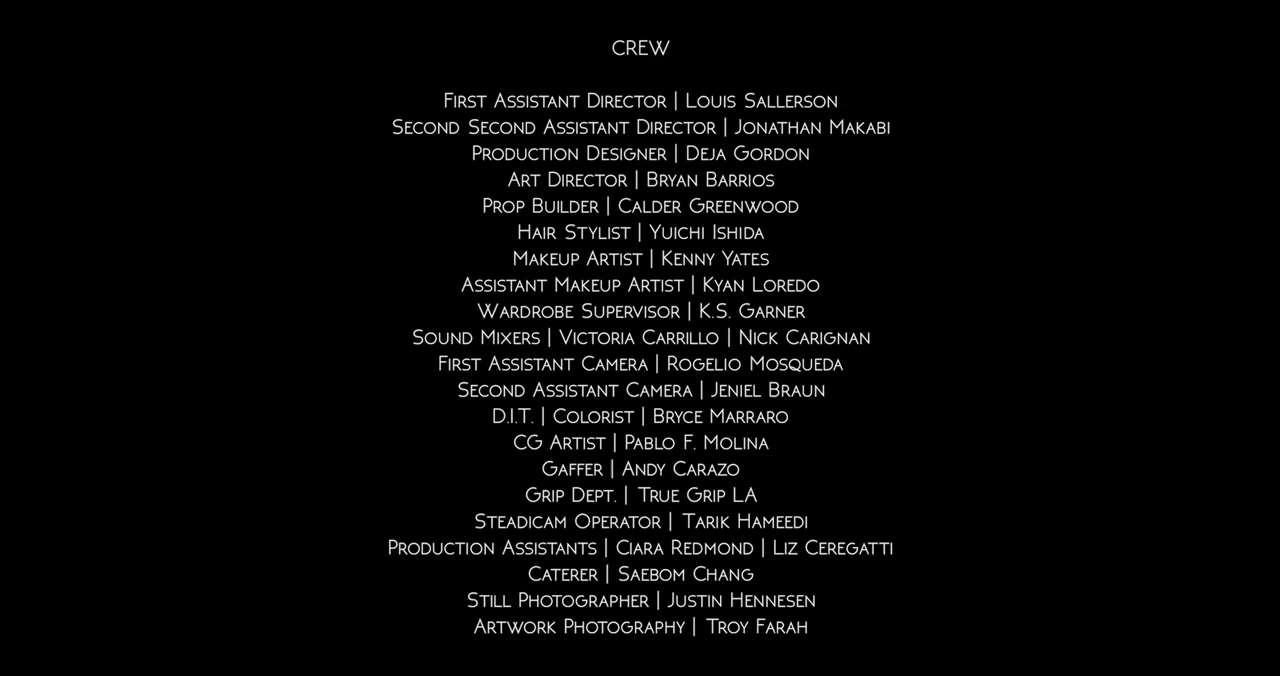 CREW
First Assistant Director | Louis Sallerson
Second Second Assistant Director | Jonathan Makabi
Production Designer | Deja Gordon
Art Director | Bryan Barrios
Prop Builder | Calder Greenwood
Hair Stylist | Yuichi Ishida
Makeup Artist | Kenny Yates
Assistant Makeup Artist | Kyan Loredo
Wardrobe Supervisor | K.S. Garner
Sound Mixers | Victoria Carrillo | Nick Carignan
First Assistant Camera | Rogelio Mosqueda
Second Assistant Camera | Jeniel Braun
D.I.T. | Colorist | Bryce Marraro
CG Artist | Pablo F. Molina
Gaffer | Andy Carazo
Grip Dept. | True Grip LA
Steadicam Operator | Tarik Hameedi
Production Assistants | Ciara Redmond | Liz Ceregatti
Caterer | Saebom Chang
Still Photographer | Justin Hennesen
Artwork Photography | Troy Farah